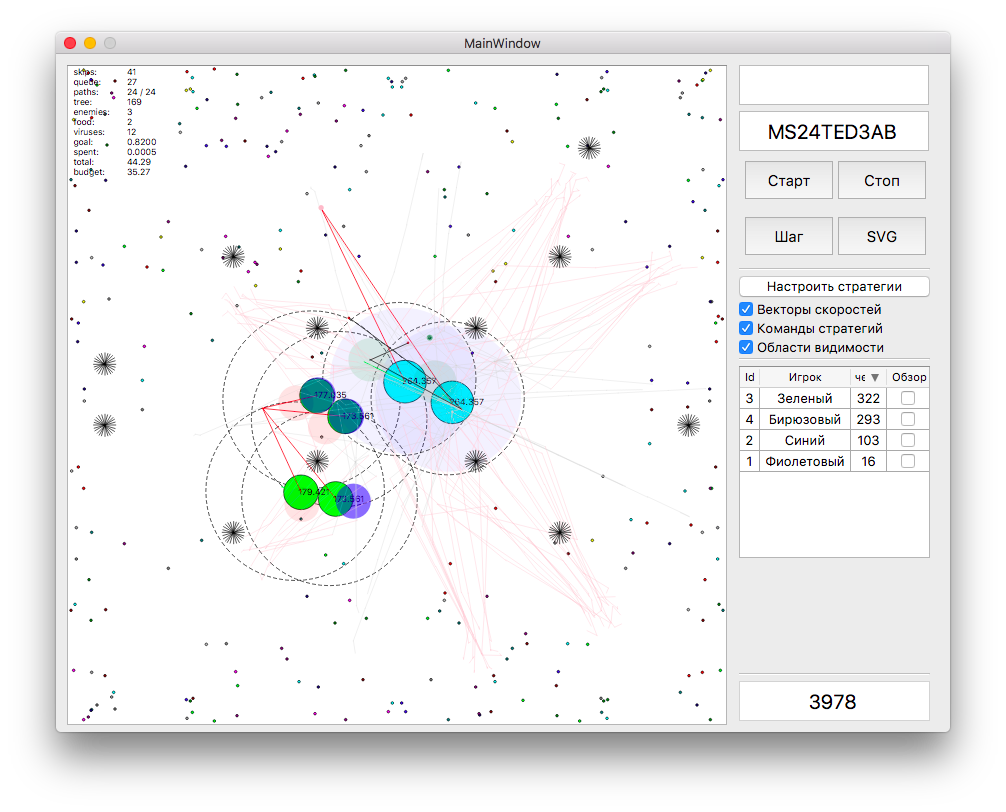 MainWindow
skips: 41
queue: 27
paths: 24 / 24
tree: 169
enemies: 3
food: 2
viruses: 12
goal: 0.8200
spent: 0.0005
total: 44.29
budget: 35.27
MS24TED3AB
Старт Стоп
Шаг SVG
Настроить стратегии
Векторы скоростей
Команды стратегий
Области видимости
Id Игрок че Обзор
3 Зеленый 322
4 Бирюзовый 293
2 Синий 103
1 Фиолетовый 16
264.357
264.357
173.561
179.421
173.561
3978